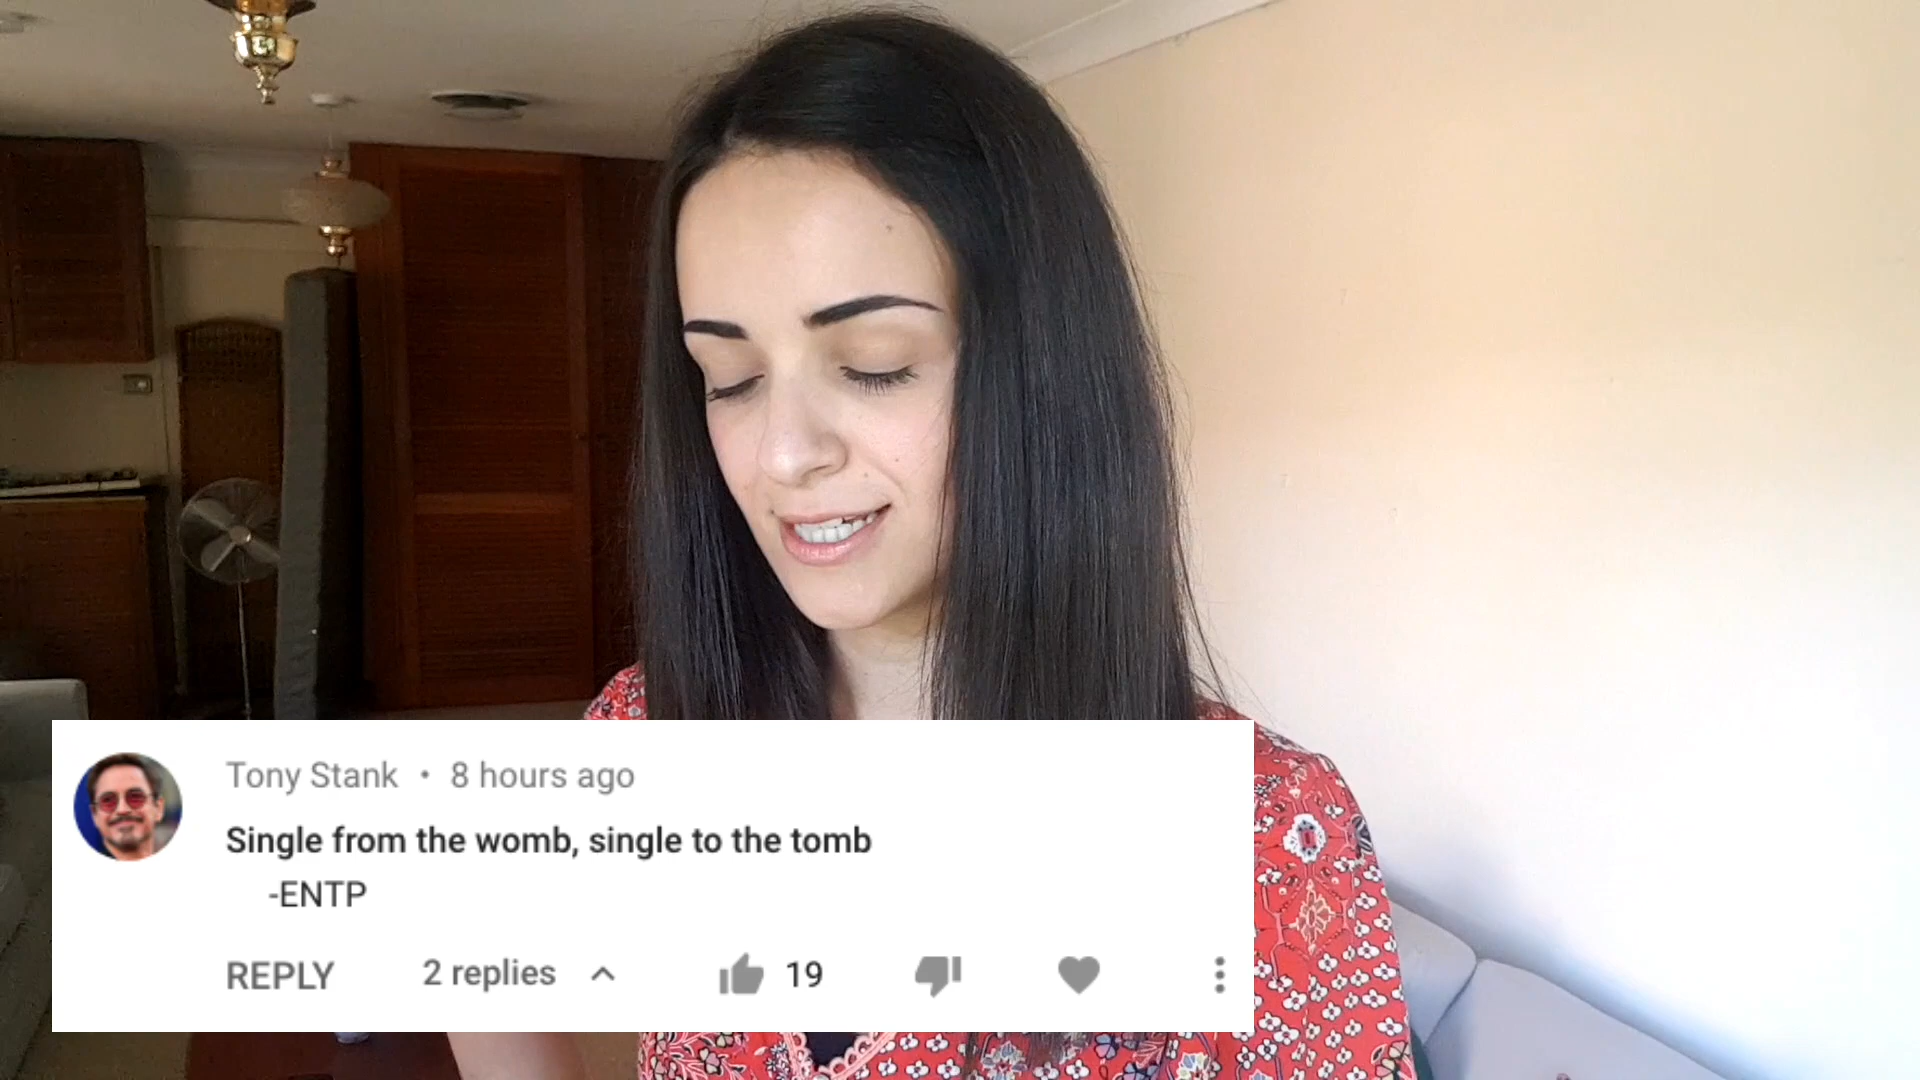 Tony Stank • 8 hours ago
Single from the womb, single to the tomb
-ENTP
REPLY 2 replies 19